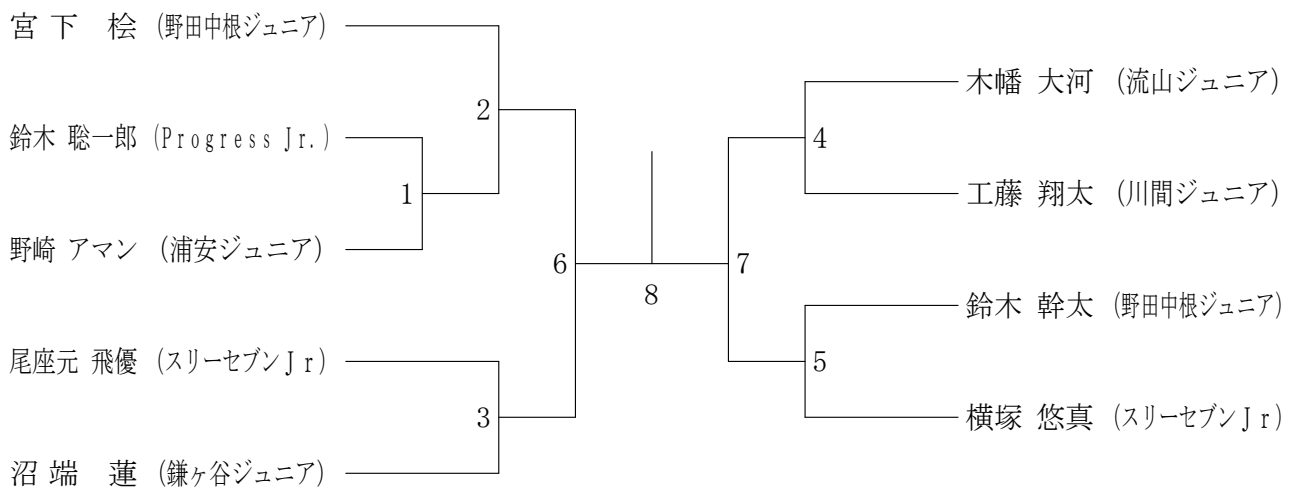 宮下 桧 (野田中根ジュニア)
鈴木 聡一郎 (Progress Jr.)
野崎 アマン (浦安ジュニア)
尾座元 飛優 (スリーセブンJr)
沼端 蓮 (鎌ヶ谷ジュニア)
1
2
3
6
8
7
4
5
木幡 大河 (流山ジュニア)
工藤 翔太 (川間ジュニア)
鈴木 幹太 (野田中根ジュニア)
横塚 悠真 (スリーセブンJr)